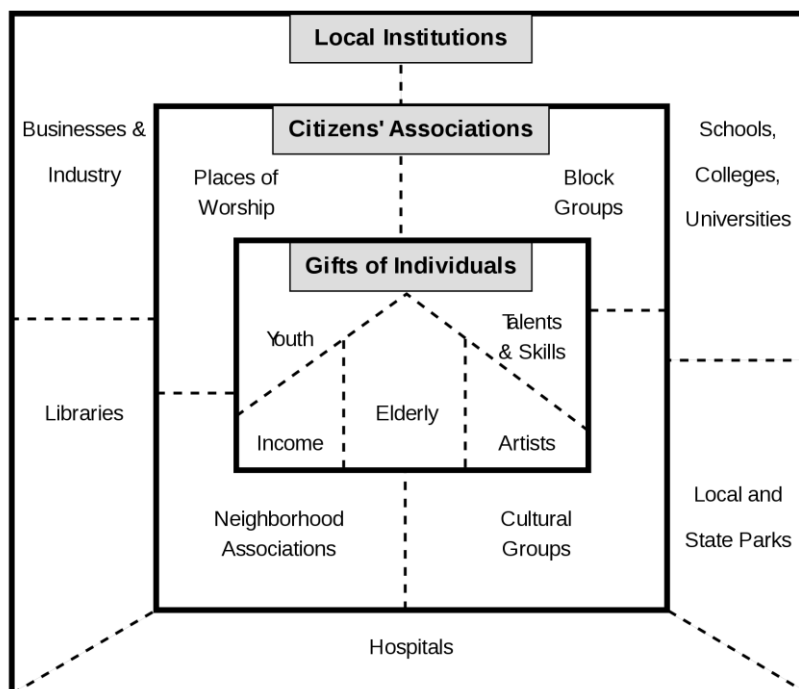 Local Institutions
Businesses &
Industry
Citizens' Associations
Schools,
Colleges,
Universities
Places of
Worship
Block
Groups
Gifts of Individuals
Youth
Talents
& Skills
Libraries
Income
Elderly
Artists
Neighborhood
Associations
Cultural
Groups
Local and
State Parks
Hospitals